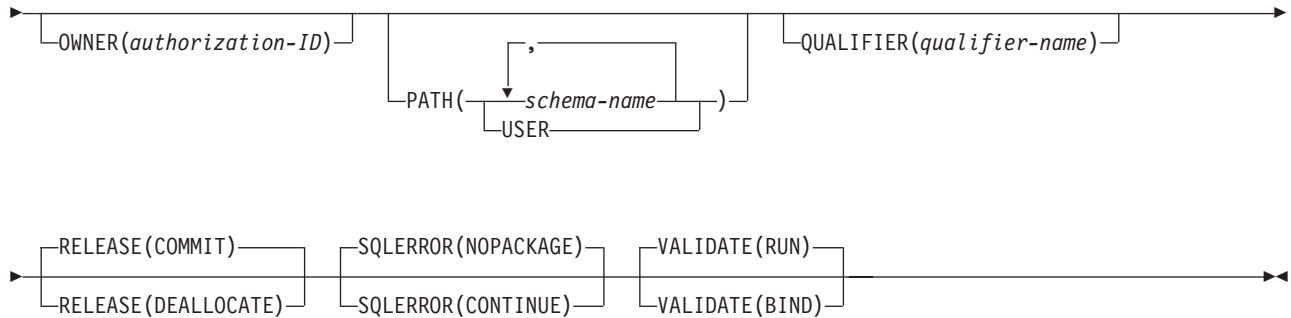 OWNER(authorization-ID)
QUALIFIER(qualifier-name)
,
PATH( schema-name )
USER
RELEASE(COMMIT) SQLERROR(NOPACKAGE) VALIDATE(RUN)
RELEASE(DEALLOCATE) SQLERROR(CONTINUE) VALIDATE(BIND)